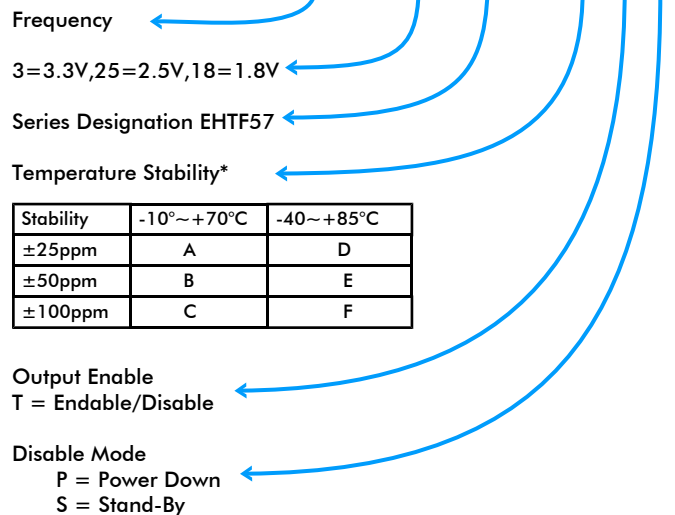 Frequency
3=3.3V,25=2.5V,18=1.8V
Series Designation EHTF57
Temperature Stability*
Stability -10°~+70°C -40~+85°C
±25ppm A D
±50ppm B E
±100ppm C F
Output Enable
T = Endable/Disable
Disable Mode
P = Power Down
S = Stand-By